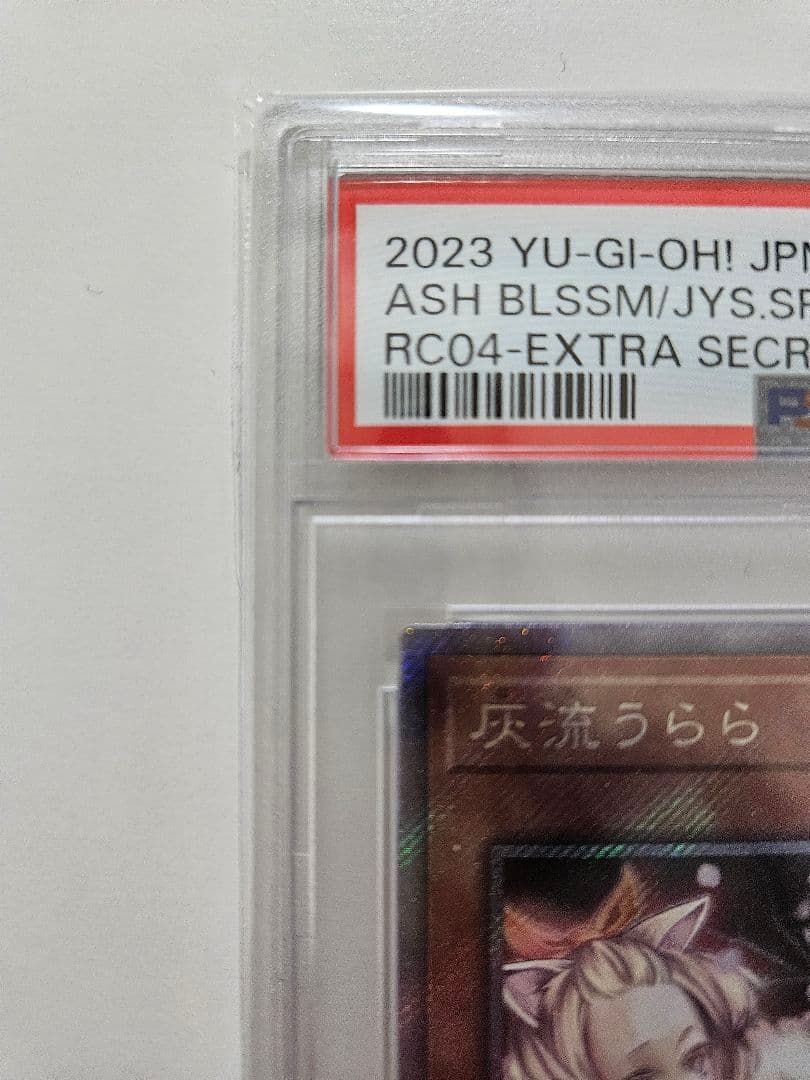 2023 YU-GI-OH! JPN
ASH BLSSM/JYS.SP
RC04-EXTRA SECR
灰流うらら